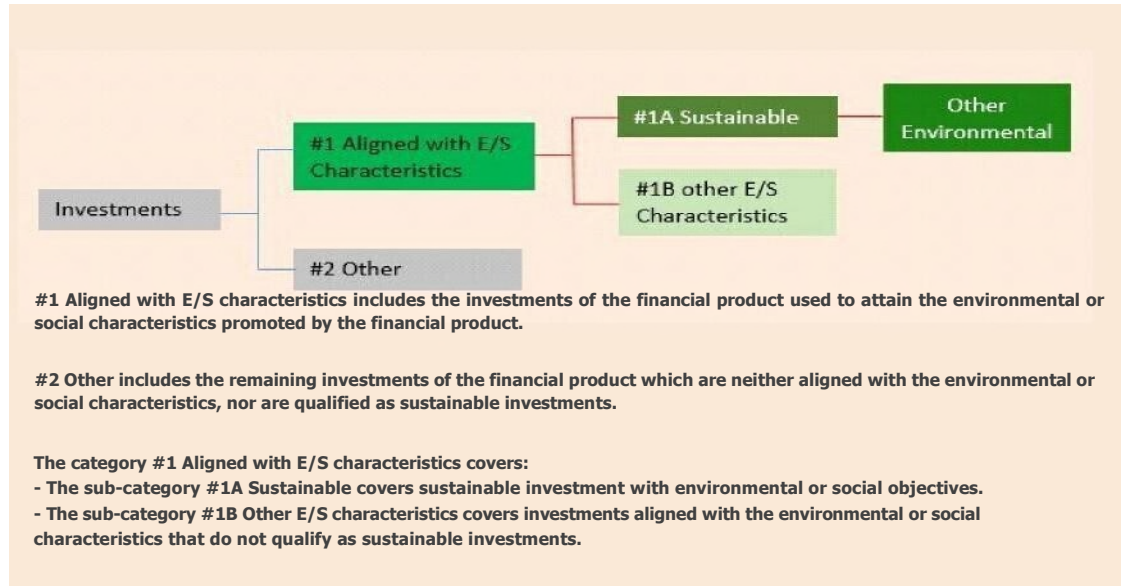 Other
Environmental
#1A Sustainable
#1 Aligned with E/S
Characteristics
#1B other E/S
Characteristics
Investments
#2 Other
#1 Aligned with E/S characteristics includes the investments of the financial product used to attain the environmental or
social characteristics promoted by the financial product.
#2 Other includes the remaining investments of the financial product which are neither aligned with the environmental or
social characteristics, nor are qualified as sustainable investments.
The category #1 Aligned with E/S characteristics covers:
- The sub-category #1A Sustainable covers sustainable investment with environmental or social objectives.
- The sub-category #1B Other E/S characteristics covers investments aligned with the environmental or social
characteristics that do not qualify as sustainable investments.